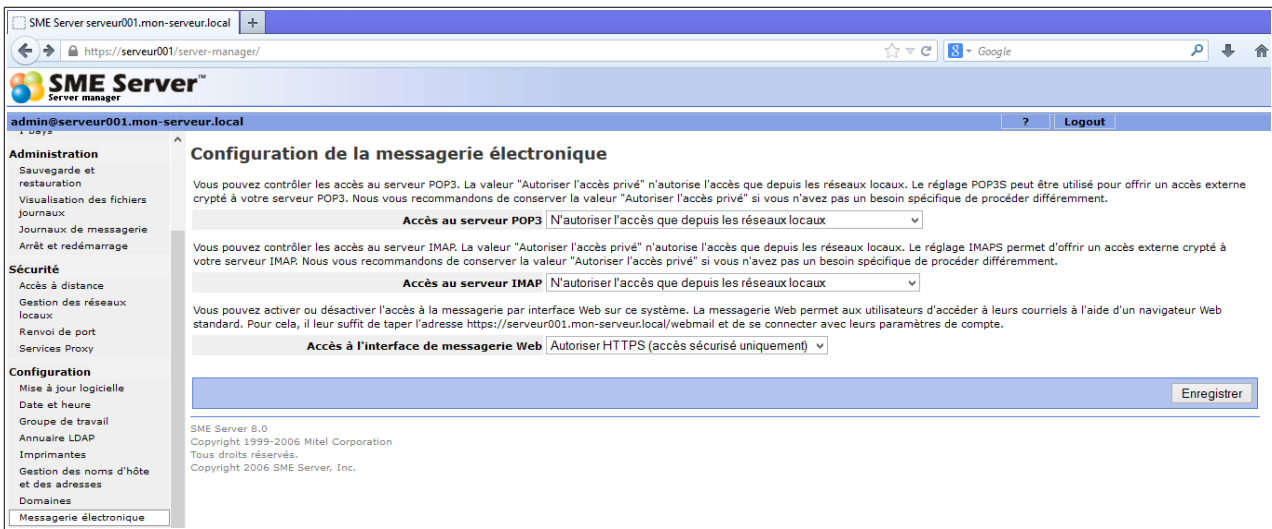 SME Server serveur001.mon-serveur.local
https://serveur001/server-manager/
Google
SME Server™
Server manager
admin@serveur001.mon-serveur.local
?
Logout
Administration
Sauvegarde et
restauration
Visualisation des fichiers
journaux
Journaux de messagerie
Arrêt et redémarrage
Sécurité
Accès à distance
Gestion des réseaux
locaux
Renvoi de port
Services Proxy
Configuration
Mise à jour logicielle
Date et heure
Groupe de travail
Annuaire LDAP
Imprimantes
Gestion des noms d'hôte
et des adresses
Domaines
Messagerie électronique
Configuration de la messagerie électronique
Vous pouvez contrôler les accès au serveur POP3. La valeur "Autoriser l'accès privé" n'autorise l'accès que depuis les réseaux locaux. Le réglage POP3S peut être utilisé pour offrir un accès externe
crypté à votre serveur POP3. Nous vous recommandons de conserver la valeur "Autoriser l'accès privé" si vous n'avez pas un besoin spécifique de procéder différemment.
Accès au serveur POP3 N'autoriser l'accès que depuis les réseaux locaux
Vous pouvez contrôler les accès au serveur IMAP. La valeur "Autoriser l'accès privé" n'autorise l'accès que depuis les réseaux locaux. Le réglage IMAPS permet d'offrir un accès externe crypté à
votre serveur IMAP. Nous vous recommandons de conserver la valeur "Autoriser l'accès privé" si vous n'avez pas un besoin spécifique de procéder différemment.
Accès au serveur IMAP N'autoriser l'accès que depuis les réseaux locaux
Vous pouvez activer ou désactiver l'accès à la messagerie par interface Web sur ce système. La messagerie Web permet aux utilisateurs d'accéder à leurs courriels à l'aide d'un navigateur Web
standard. Pour cela, il leur suffit de taper l'adresse https://serveur001.mon-serveur.local/webmail et de se connecter avec leurs paramètres de compte.
Accès à l'interface de messagerie Web Autoriser HTTPS (accès sécurisé uniquement)
Enregistrer
SME Server 8.0
Copyright 1999-2006 Mitel Corporation
Tous droits réservés.
Copyright 2006 SME Server, Inc.